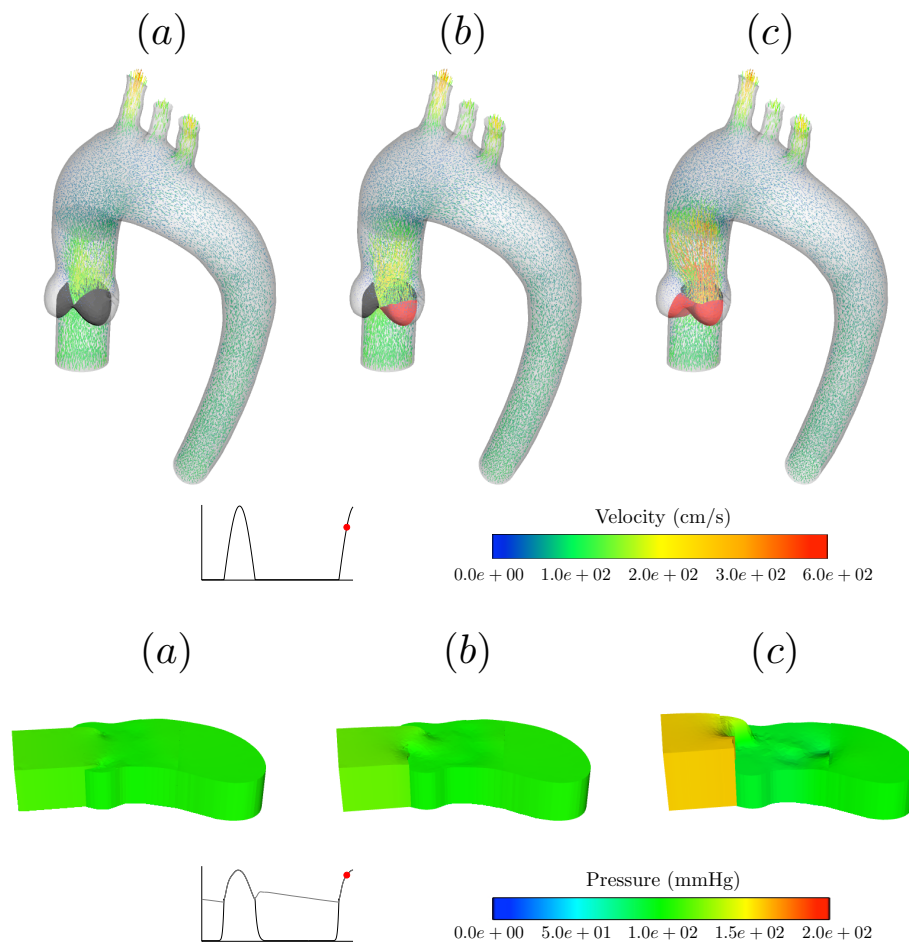 (a) (b) (c)
Velocity (cm/s)
0.0e + 00 1.0e + 02 2.0e + 02 3.0e + 02 6.0e + 02
(a) (b) (c)
Pressure (mmHg)
0.0e + 00 5.0e + 01 1.0e + 02 1.5e + 02 2.0e + 02